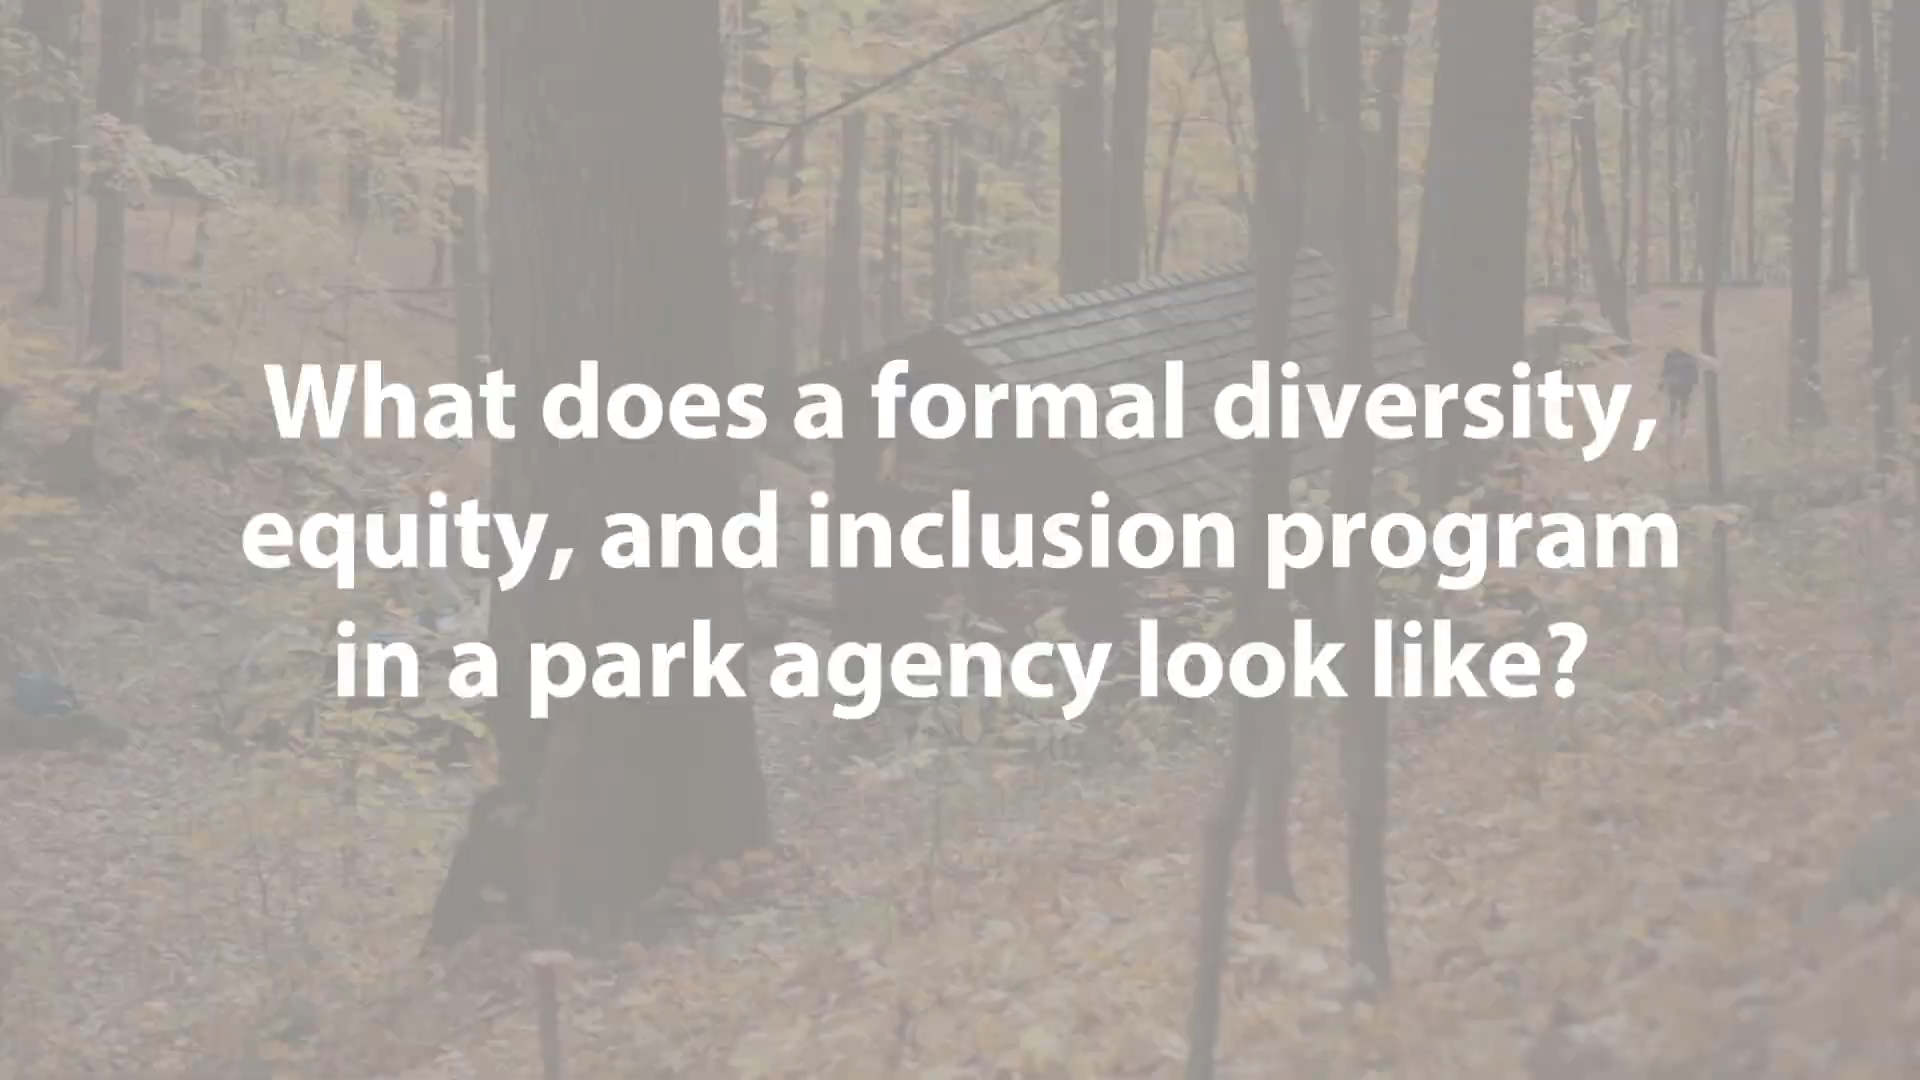 What does a formal diversity,
equity, and inclusion program
in a park agency look like?